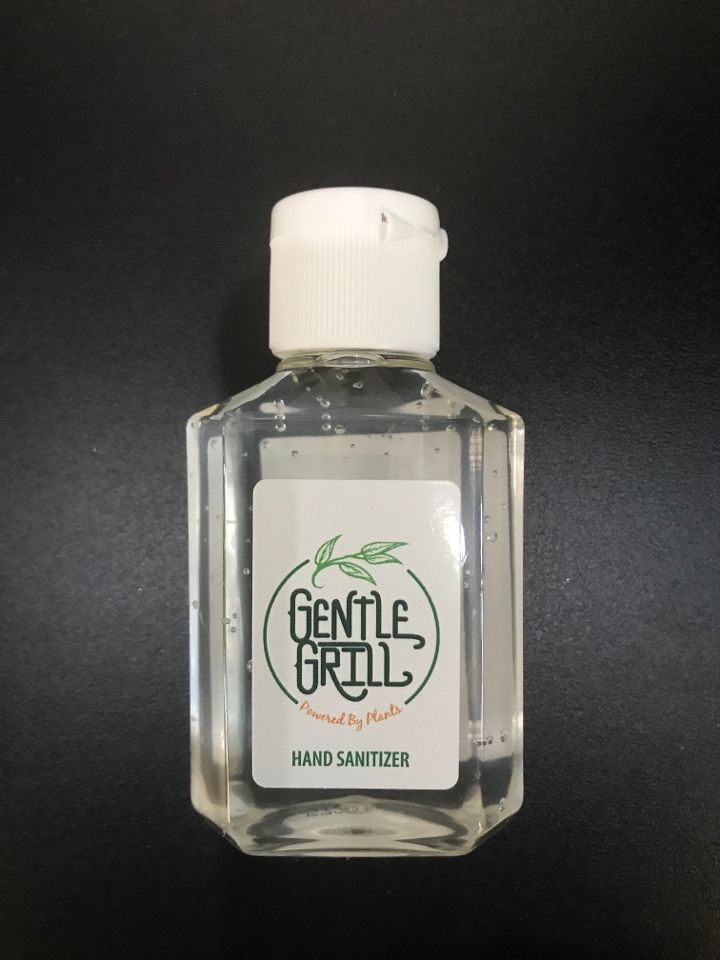 GENTLE
GRILL
Powered By Plants
HAND SANITIZER